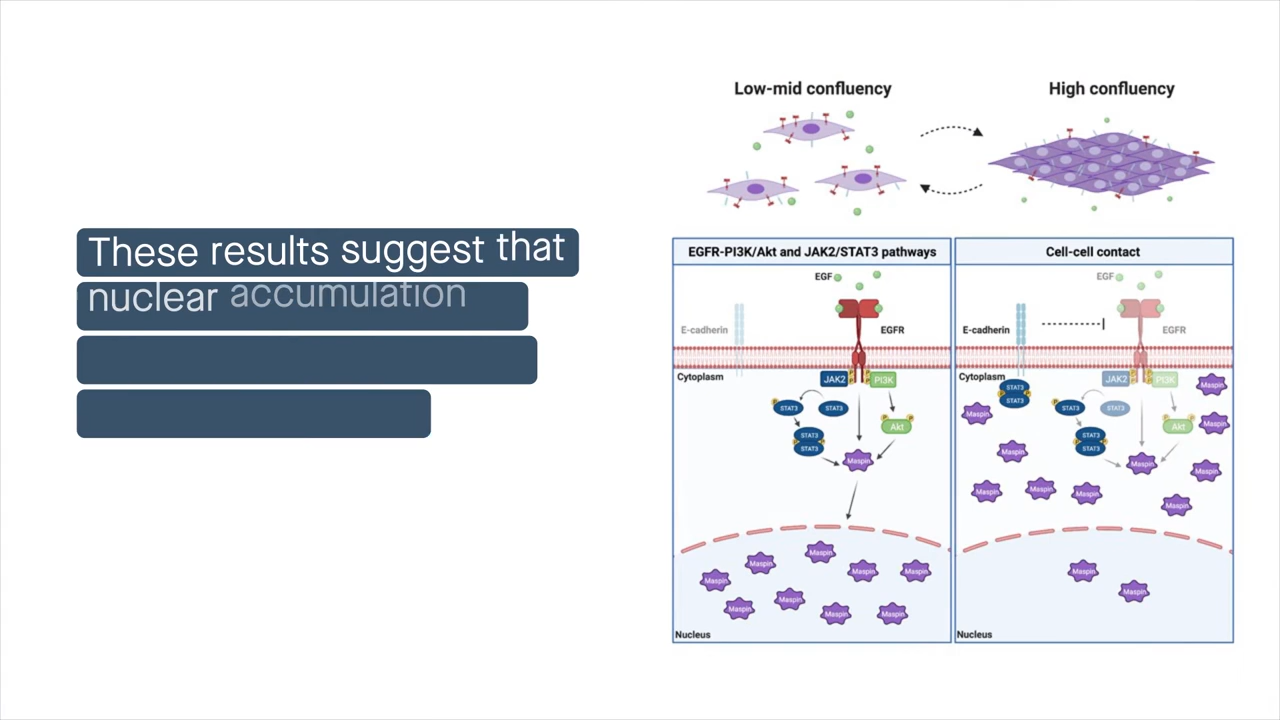 These results suggest that
nuclear accumulation
Low-mid confluency
High confluency
EGFR-PI3K/Akt and JAK2/STAT3 pathways
EGF
E-cadherin
EGFR
Cytoplasm
JAK2
P
P
P
P
PI3K
P
STAT3
STAT3
P
Akt
P
STAT3
P
P
STAT3
Maspin
Maspin
Maspin
Maspin
Maspin
Maspin
Maspin
Maspin
Maspin
Maspin
Nucleus
Cell-cell contact
EGF
E-cadherin
EGFR
Cytoplasm
JAK2
P
P
P
P
PI3K
STAT3
P
P
STAT3
P
STAT3
STAT3
P
Akt
P
STAT3
P
P
STAT3
Maspin
Maspin
Maspin
Maspin
Maspin
Maspin
Maspin
Maspin
Maspin
Maspin
Maspin
Maspin
Nucleus